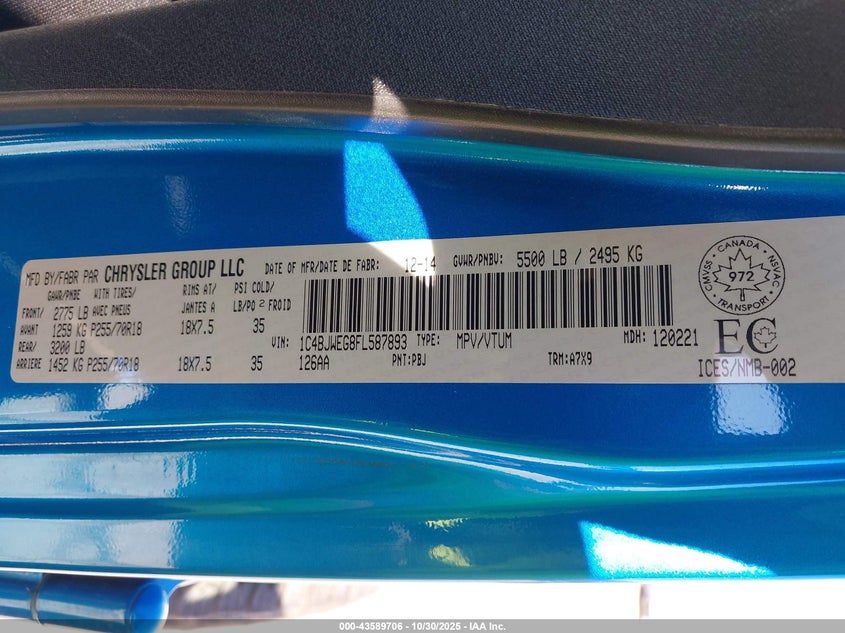 MFD BY/FABR PAR CHRYSLER GROUP LLC DATE OF MFR/DATE DE FABR: 12-14 GVWR/PNBV: 5500 LB / 2495 KG
GAWR/PNBE WITH TIRES/ RIMS AT/ PSI COLD/
FRONT/ 2775 LB AVEC PNEUS JANTES A LB/PO 2 FROID
AVANT 1259 KG P255/70R18 18X7.5 35
REAR/ 3200 LB
ARRIERE 1452 KG P255/70R18 18X7.5 35
VIN: 1C4BJWEG8FL587893 TYPE: MPV/VTUM MDH: 120221
126AA PNT:PBJ TRM:A7X9
CMVSS CANADA NSVAC
972
TRANSPORT
EC
ICES/NMB-002
000-43589706 - 10/30/2025 - IAA Inc.